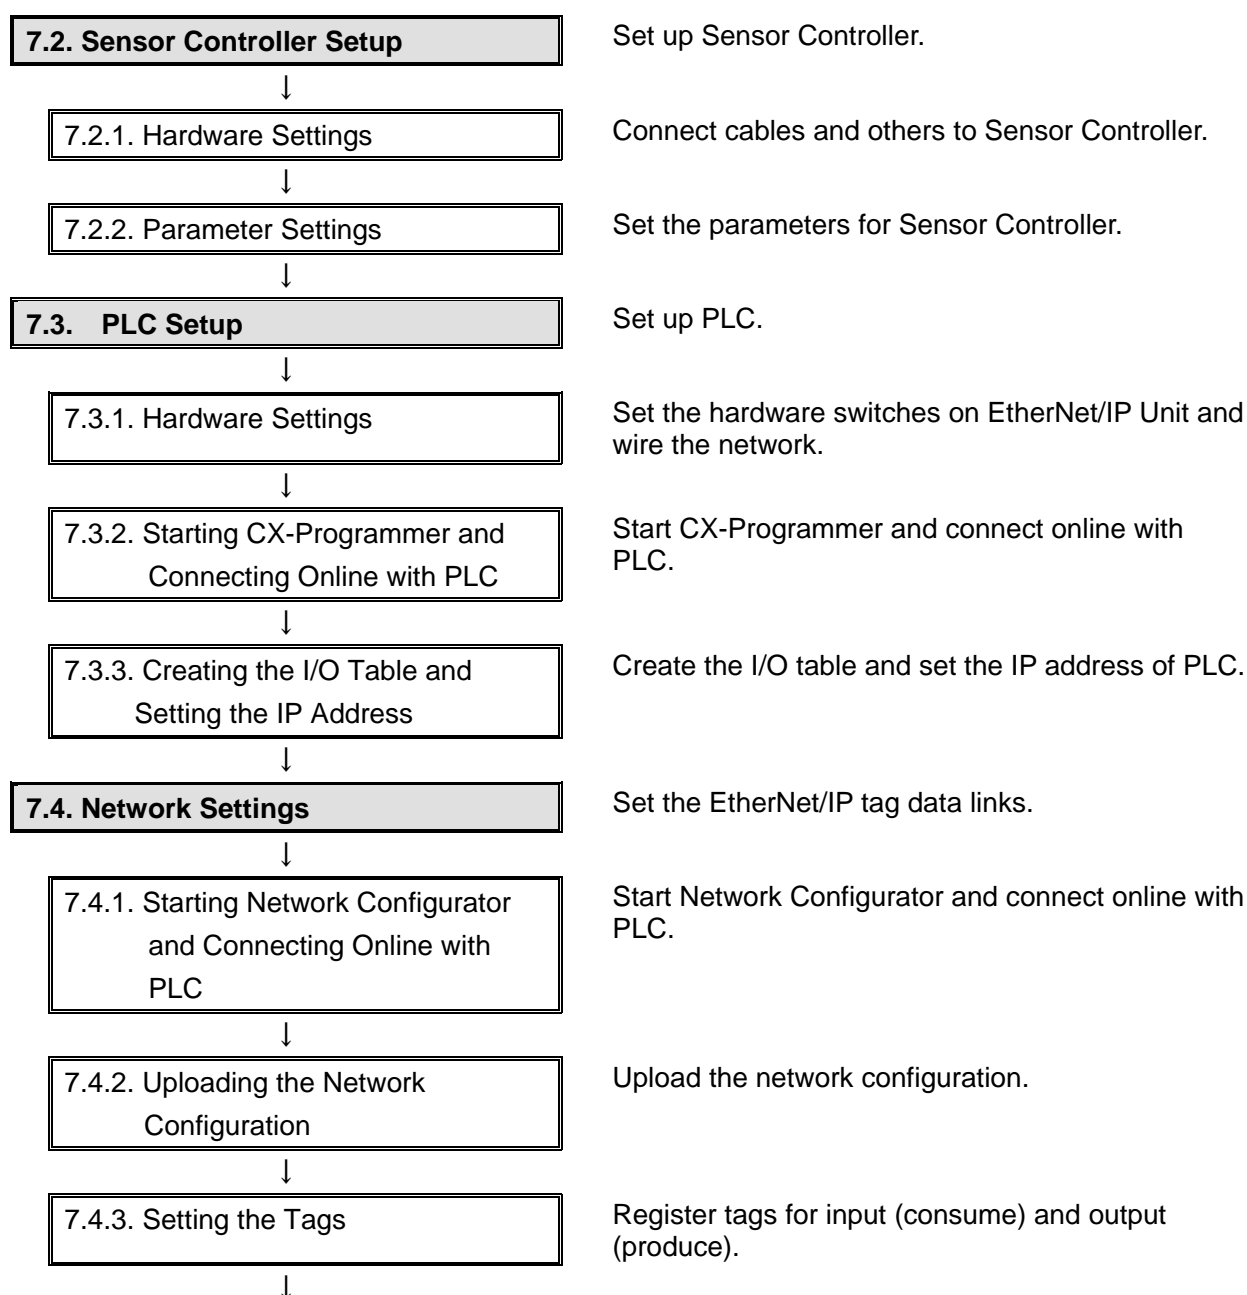 7.2. Sensor Controller Setup
Set up Sensor Controller.
↓
7.2.1. Hardware Settings
Connect cables and others to Sensor Controller.
↓
7.2.2. Parameter Settings
Set the parameters for Sensor Controller.
↓
7.3. PLC Setup
Set up PLC.
↓
7.3.1. Hardware Settings
Set the hardware switches on EtherNet/IP Unit and
wire the network.
↓
7.3.2. Starting CX-Programmer and
Connecting Online with PLC
Start CX-Programmer and connect online with
PLC.
↓
7.3.3. Creating the I/O Table and
Setting the IP Address
Create the I/O table and set the IP address of PLC.
↓
7.4. Network Settings
Set the EtherNet/IP tag data links.
↓
7.4.1. Starting Network Configurator
and Connecting Online with
PLC
Start Network Configurator and connect online with
PLC.
↓
7.4.2. Uploading the Network
Configuration
Upload the network configuration.
↓
7.4.3. Setting the Tags
Register tags for input (consume) and output
(produce).
↓